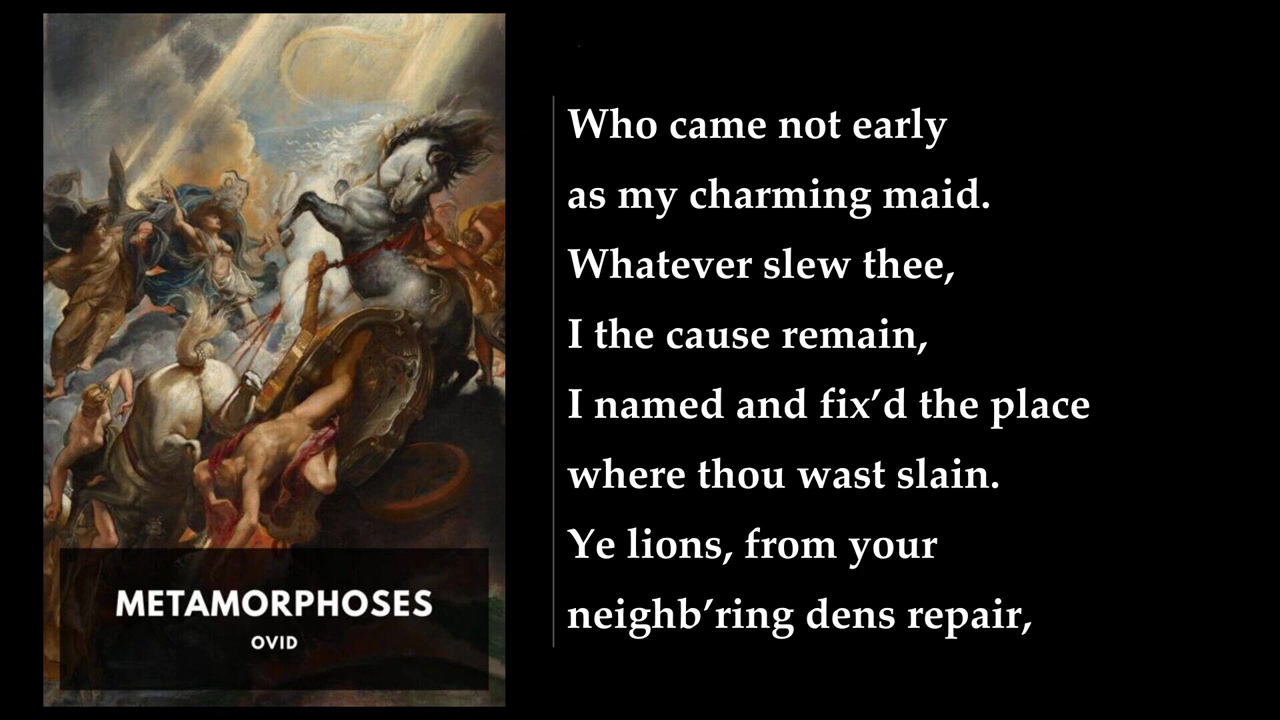 METAMORPHOSES
OVID
Who came not early
as my charming maid.
Whatever slew thee,
I the cause remain,
I named and fix’d the place
where thou wast slain.
Ye lions, from your
neighb’ring dens repair,